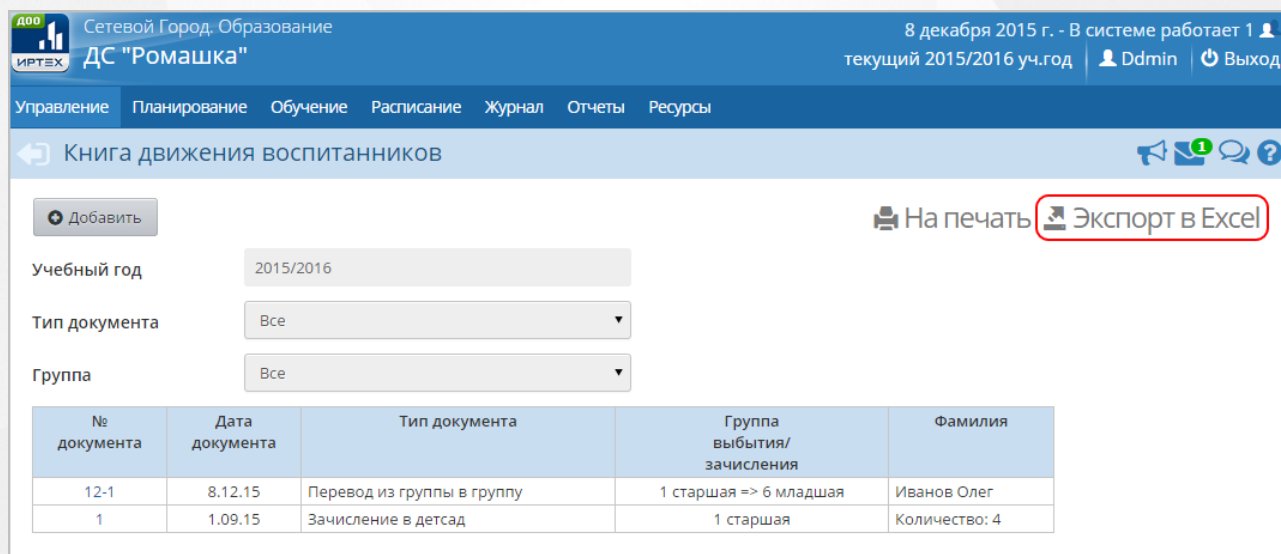 ДОО
ИРТЕХ
Сетевой Город. Образование
ДС "Ромашка"
8 декабря 2015 г. - В системе работает 1
текущий 2015/2016 уч.год
Ddmin
Выход
Управление Планирование Обучение Расписание Журнал Отчеты Ресурсы
Книга движения воспитанников
1
?
Добавить
На печать
Экспорт в Excel
Учебный год 2015/2016
Тип документа Все
Группа Все
№ документа Дата документа Тип документа Группа выбытия/ зачисления Фамилия
12-1 8.12.15 Перевод из группы в группу 1 старшая => 6 младшая Иванов Олег
1 1.09.15 Зачисление в детсад 1 старшая Количество: 4